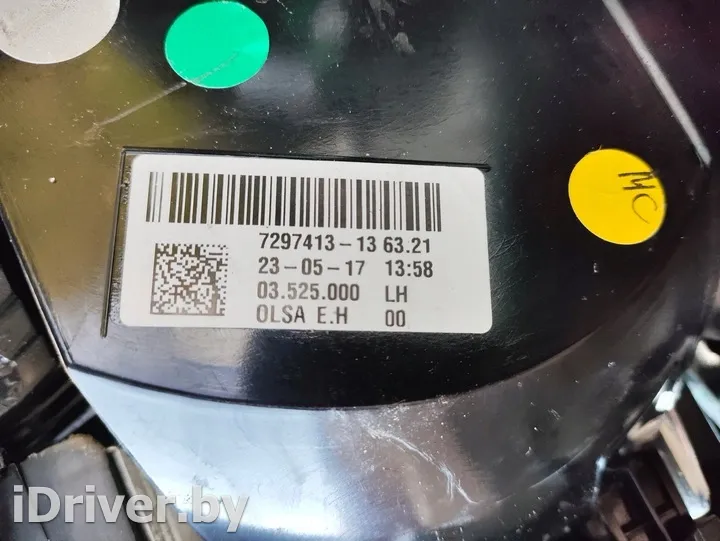 MC
7297413-13 63.21
23-05-17 13:58
03.525.000 LH
OLSA E.H 00
iDriver.by